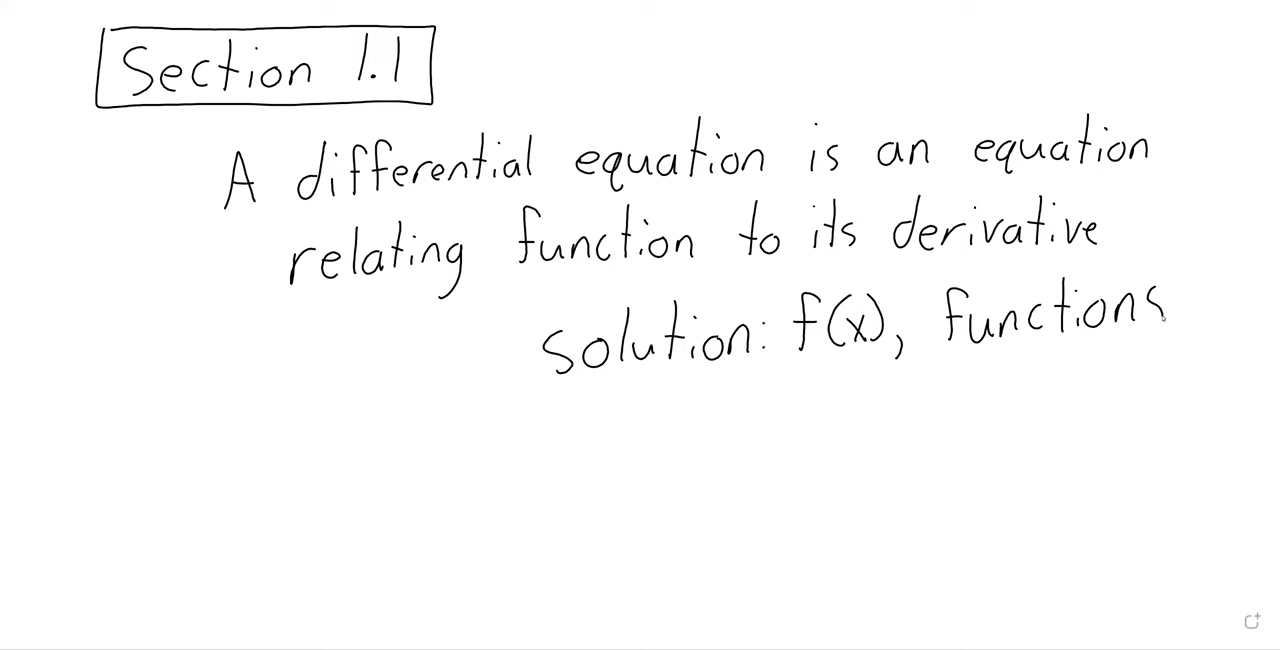 Section 1.1
A differential equation is an equation
relating function to its derivative
solution: f(x), functions